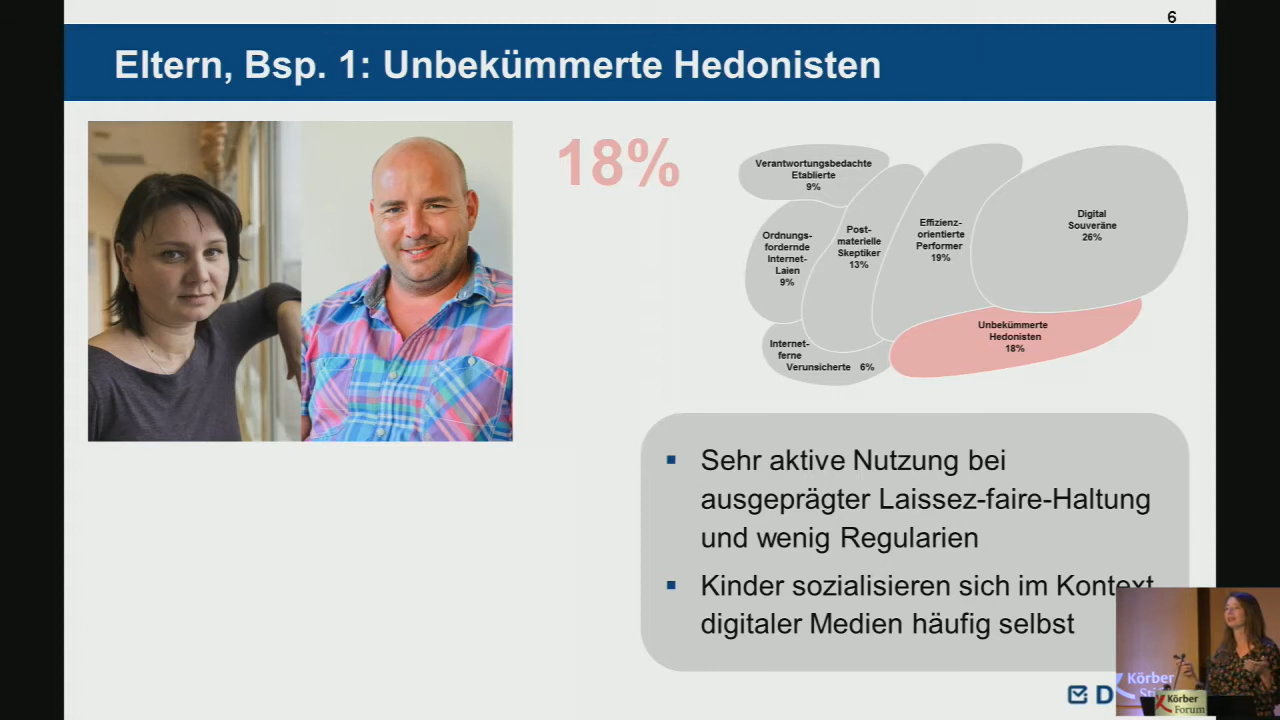 6
Eltern, Bsp. 1: Unbekümmerte Hedonisten
18%
Verantwortungsbedachte
Etablierte
9%
Ordnungs-
fordernde
Internet-
Laien
9%
Post-
materielle
Skeptiker
13%
Effizienz-
orientierte
Performer
19%
Digital
Souveräne
26%
Internet-
ferne
Verunsicherte 6%
Unbekümmerte
Hedonisten
18%
Sehr aktive Nutzung bei
ausgeprägter Laissez-faire-Haltung
und wenig Regularien
Kinder sozialisieren sich im Kontext
digitaler Medien häufig selbst
D
Körber
Körber
Forum